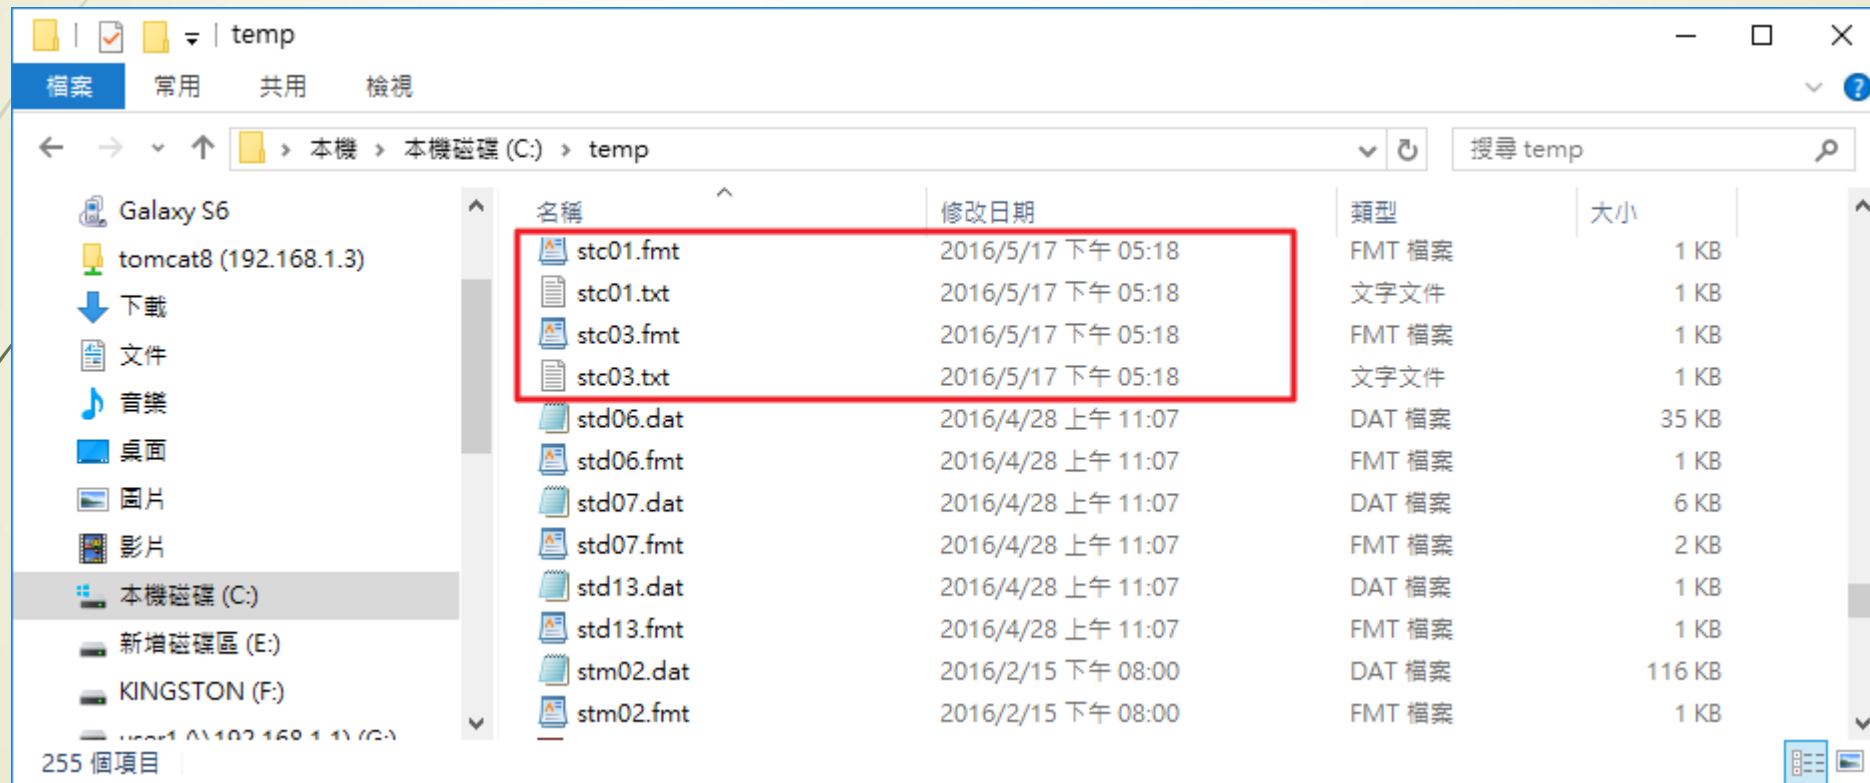 temp
檔案 常用 共用 檢視
本機 本機磁碟 (C:) temp 搜尋 temp
Galaxy S6
tomcat8 (192.168.1.3)
下載
文件
音樂
桌面
圖片
影片
本機磁碟 (C:)
新增磁碟區 (E:)
KINGSTON (F:)
user1 (\\192.168.1.1) (G:)
名稱 修改日期 類型 大小
stc01.fmt 2016/5/17 下午 05:18 FMT 檔案 1 KB
stc01.txt 2016/5/17 下午 05:18 文字文件 1 KB
stc03.fmt 2016/5/17 下午 05:18 FMT 檔案 1 KB
stc03.txt 2016/5/17 下午 05:18 文字文件 1 KB
std06.dat 2016/4/28 上午 11:07 DAT 檔案 35 KB
std06.fmt 2016/4/28 上午 11:07 FMT 檔案 1 KB
std07.dat 2016/4/28 上午 11:07 DAT 檔案 6 KB
std07.fmt 2016/4/28 上午 11:07 FMT 檔案 2 KB
std13.dat 2016/4/28 上午 11:07 DAT 檔案 1 KB
std13.fmt 2016/4/28 上午 11:07 FMT 檔案 1 KB
stm02.dat 2016/2/15 下午 08:00 DAT 檔案 116 KB
stm02.fmt 2016/2/15 下午 08:00 FMT 檔案 1 KB
255 個項目